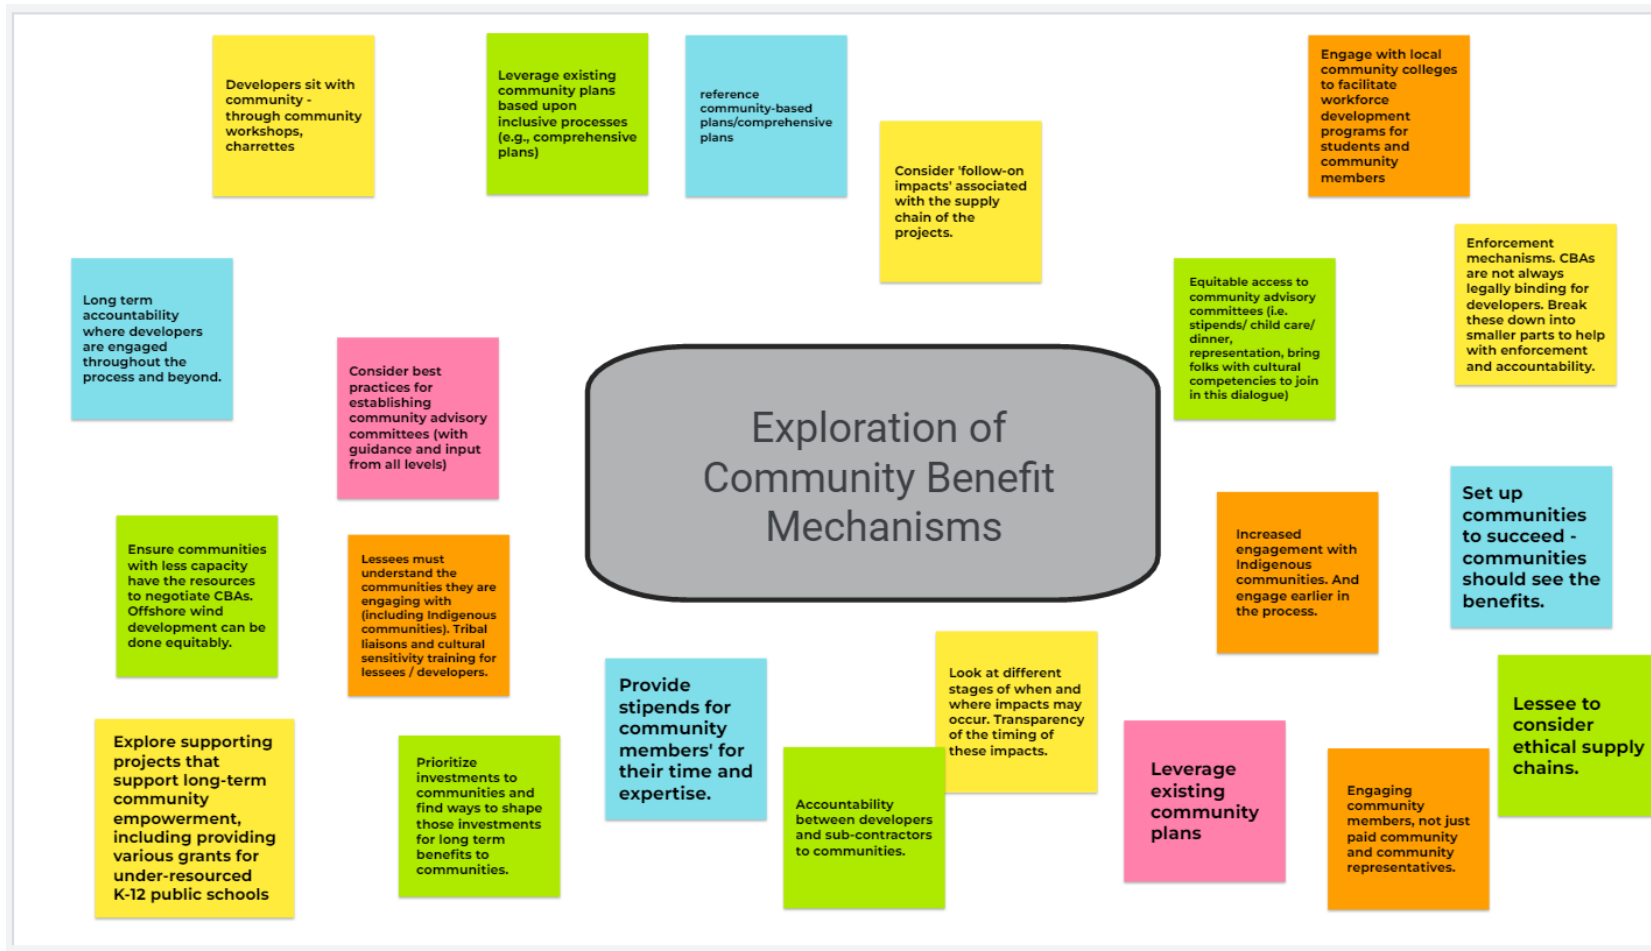 Developers sit with
community -
through community
workshops,
charrettes
Leverage existing
community plans
based upon
inclusive processes
(e.g., comprehensive
plans)
reference
community-based
plans/comprehensive
plans
Consider 'follow-on
impacts' associated
with the supply
chain of the
projects.
Engage with local
community colleges
to facilitate
workforce
development
programs for
students and
community
members
Long term
accountability
where developers
are engaged
throughout the
process and beyond.
Consider best
practices for
establishing
community advisory
committees (with
guidance and input
from all levels)
Exploration of
Community Benefit
Mechanisms
Equitable access to
community advisory
committees (i.e.
stipends/ child care/
dinner,
representation, bring
folks with cultural
competencies to join
in this dialogue)
Enforcement
mechanisms. CBAs
are not always
legally binding for
developers. Break
these down into
smaller parts to help
with enforcement
and accountability.
Ensure communities
with less capacity
have the resources
to negotiate CBAs.
Offshore wind
development can be
done equitably.
Lessees must
understand the
communities they are
engaging with
(including Indigenous
communities). Tribal
liaisons and cultural
sensitivity training for
lessees / developers.
Increased
engagement with
Indigenous
communities. And
engage earlier in
the process.
Set up
communities
to succeed -
communities
should see the
benefits.
Explore supporting
projects that
support long-term
community
empowerment,
including providing
various grants for
under-resourced
K-12 public schools
Prioritize
investments to
communities and
find ways to shape
those investments
for long term
benefits to
communities.
Provide
stipends for
community
members' for
their time and
expertise.
Accountability
between developers
and sub-contractors
to communities.
Look at different
stages of when and
where impacts may
occur. Transparency
of the timing of
these impacts.
Leverage
existing
community
plans
Engaging
community
members, not just
paid community
and community
representatives.
Lessee to
consider
ethical supply
chains.